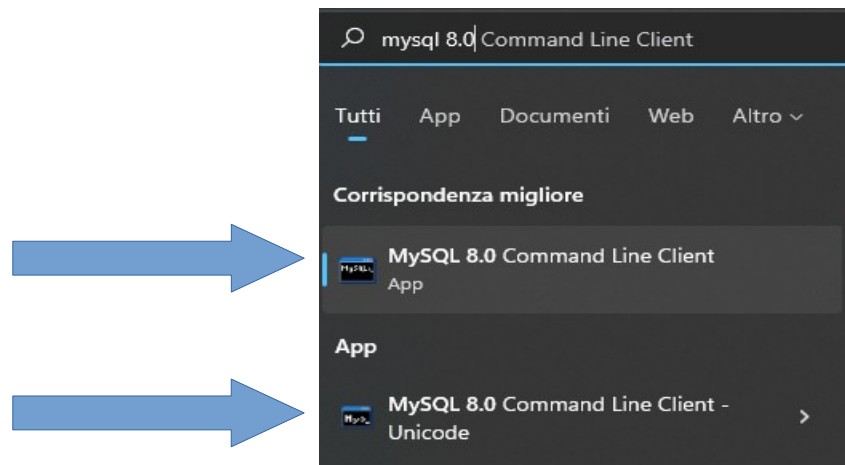 mysql 8.0 Command Line Client
Tutti App Documenti Web Altro
Corrispondenza migliore
MySQL 8.0 Command Line Client
App
App
MySQL 8.0 Command Line Client -
Unicode